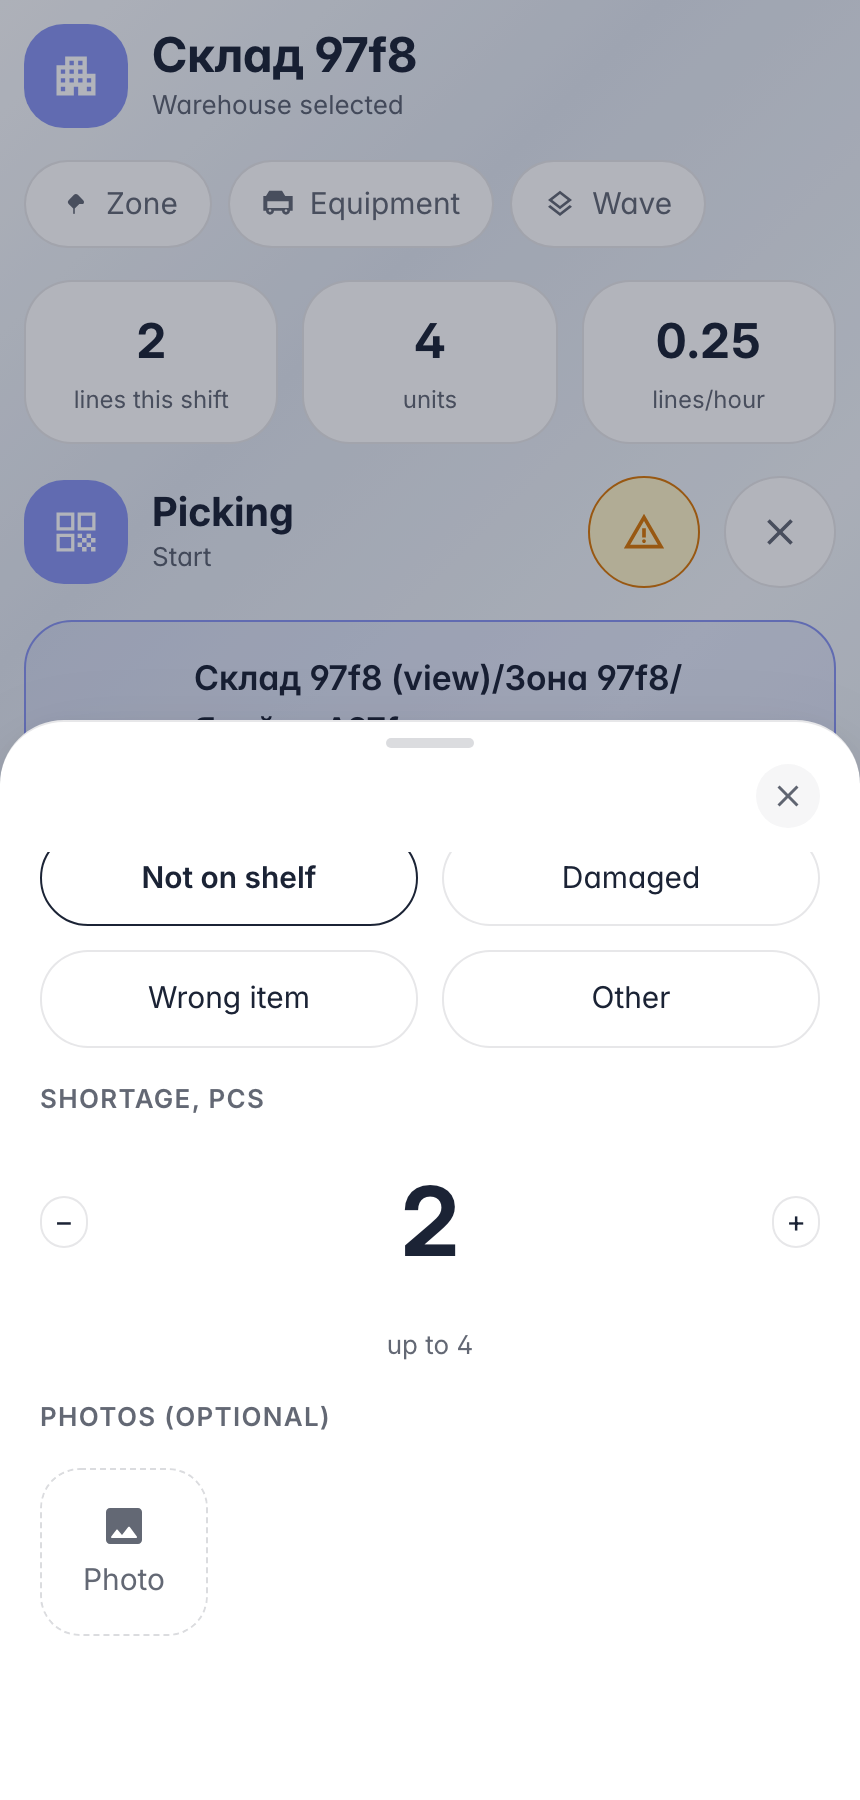 Склад 97f8
Warehouse selected
Zone
Equipment
Wave
2
lines this shift
4
units
0.25
lines/hour
Picking
Start
Склад 97f8 (view)/Зона 97f8/
Not on shelf
Damaged
Wrong item
Other
SHORTAGE, PCS
−
2
+
up to 4
PHOTOS (OPTIONAL)
Photo